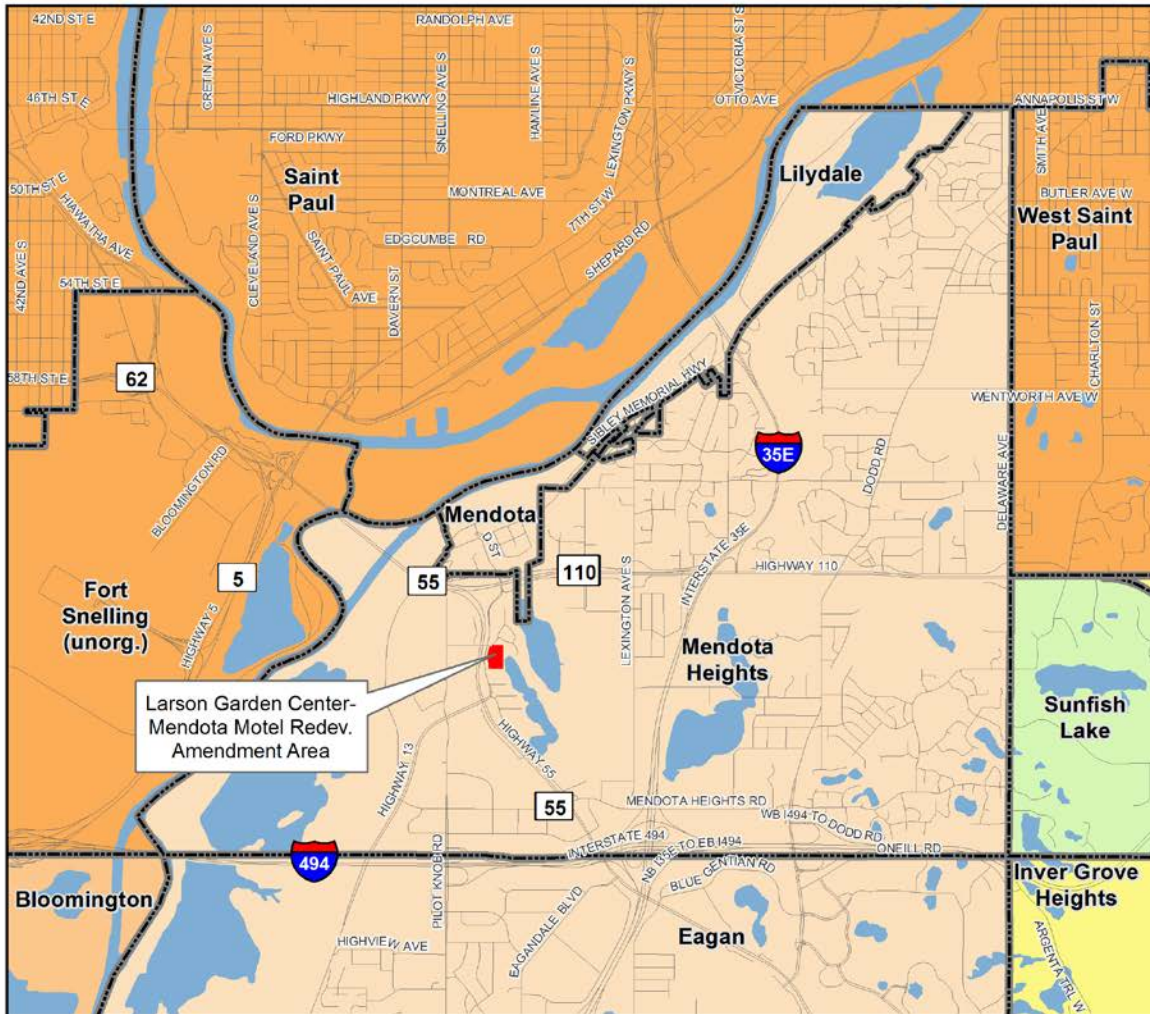 42ND ST E
RANDOLPH AVE
CRETIN AVE S
SNELLING AVE S
HAMLINE AVE S
LEXINGTON PKWY S
VICTORIA ST S
46TH ST E
HIGHLAND PKWY
OTTO AVE
ANNAPOLIS ST W
SMITH AVE
FORD PKWY
50TH ST E
HIAWATHA AVE
Saint
Paul
MONTREAL AVE
7TH ST W
Lilydale
BUTLER AVE W
West Saint
Paul
42ND AVE S
CLEVELAND AVE S
SAINT PAUL
AVE
EDGCUMBE RD
SHEPARD RD
54TH ST E
DAVERN ST
CHARLTON ST
58TH ST E
62
SIBLEY MEMORIAL HWY
WENTWORTH AVE W
35E
DODD RD
DELAWARE AVE
BLOOMINGTON RD
Mendota
D ST
5
55
110
LEXINGTON AVE S
INTERSTATE 35E
HIGHWAY 110
Fort
Snelling
(unorg.)
HIGHWAY 5
Mendota
Heights
Larson Garden Center-
Mendota Motel Redev.
Amendment Area
Sunfish
Lake
HIGHWAY 13
HIGHWAY 55
55
MENDOTA HEIGHTS RD
WB I494 TO DODD RD
INTERSTATE 494
ONEILL RD
494
NB I35E TO EB I494
BLUE GENTIAN RD
Bloomington
PILOT KNOB RD
EAGANDALE BLVD
Inver Grove
Heights
HIGHVIEW AVE
Eagan
ARGENTA TRL W